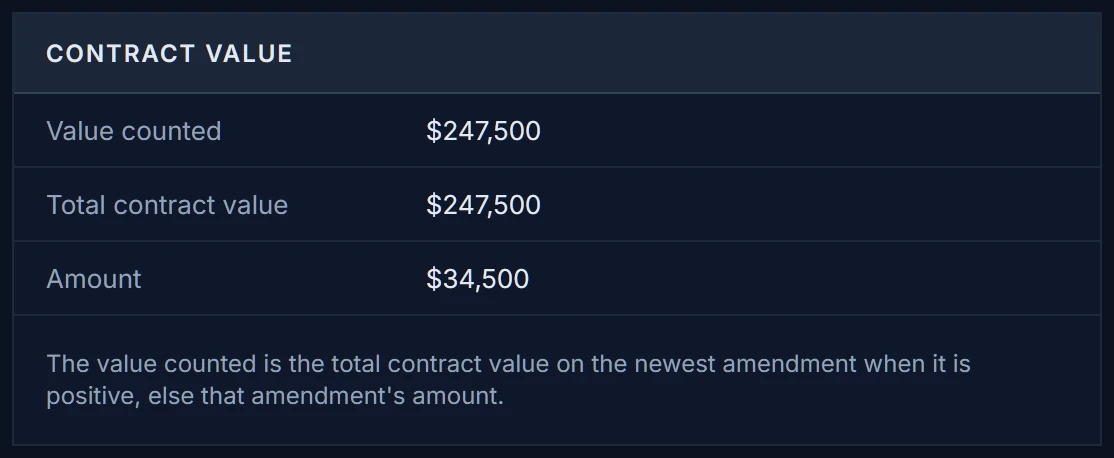 CONTRACT VALUE
Value counted $247,500
Total contract value $247,500
Amount $34,500
The value counted is the total contract value on the newest amendment when it is
positive, else that amendment's amount.